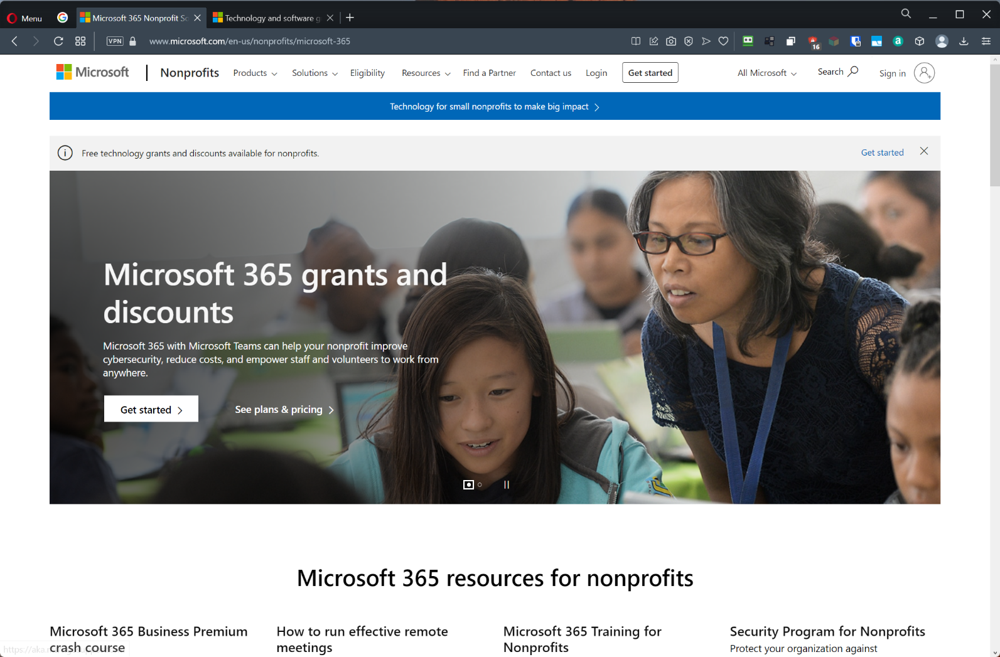 Menu
Microsoft 365 Nonprofit So
Technology and software g
VPN
www.microsoft.com/en-us/nonprofits/microsoft-365
16
a
Microsoft
Nonprofits
Products
Solutions
Eligibility
Resources
Find a Partner
Contact us
Login
Get started
All Microsoft
Search
Sign in
Technology for small nonprofits to make big impact
Free technology grants and discounts available for nonprofits.
Get started
Microsoft 365 grants and
discounts
Microsoft 365 with Microsoft Teams can help your nonprofit improve
cybersecurity, reduce costs, and empower staff and volunteers to work from
anywhere.
Get started
See plans & pricing
Microsoft 365 resources for nonprofits
Microsoft 365 Business Premium
crash course
How to run effective remote
meetings
Microsoft 365 Training for
Nonprofits
Security Program for Nonprofits
Protect your organization against